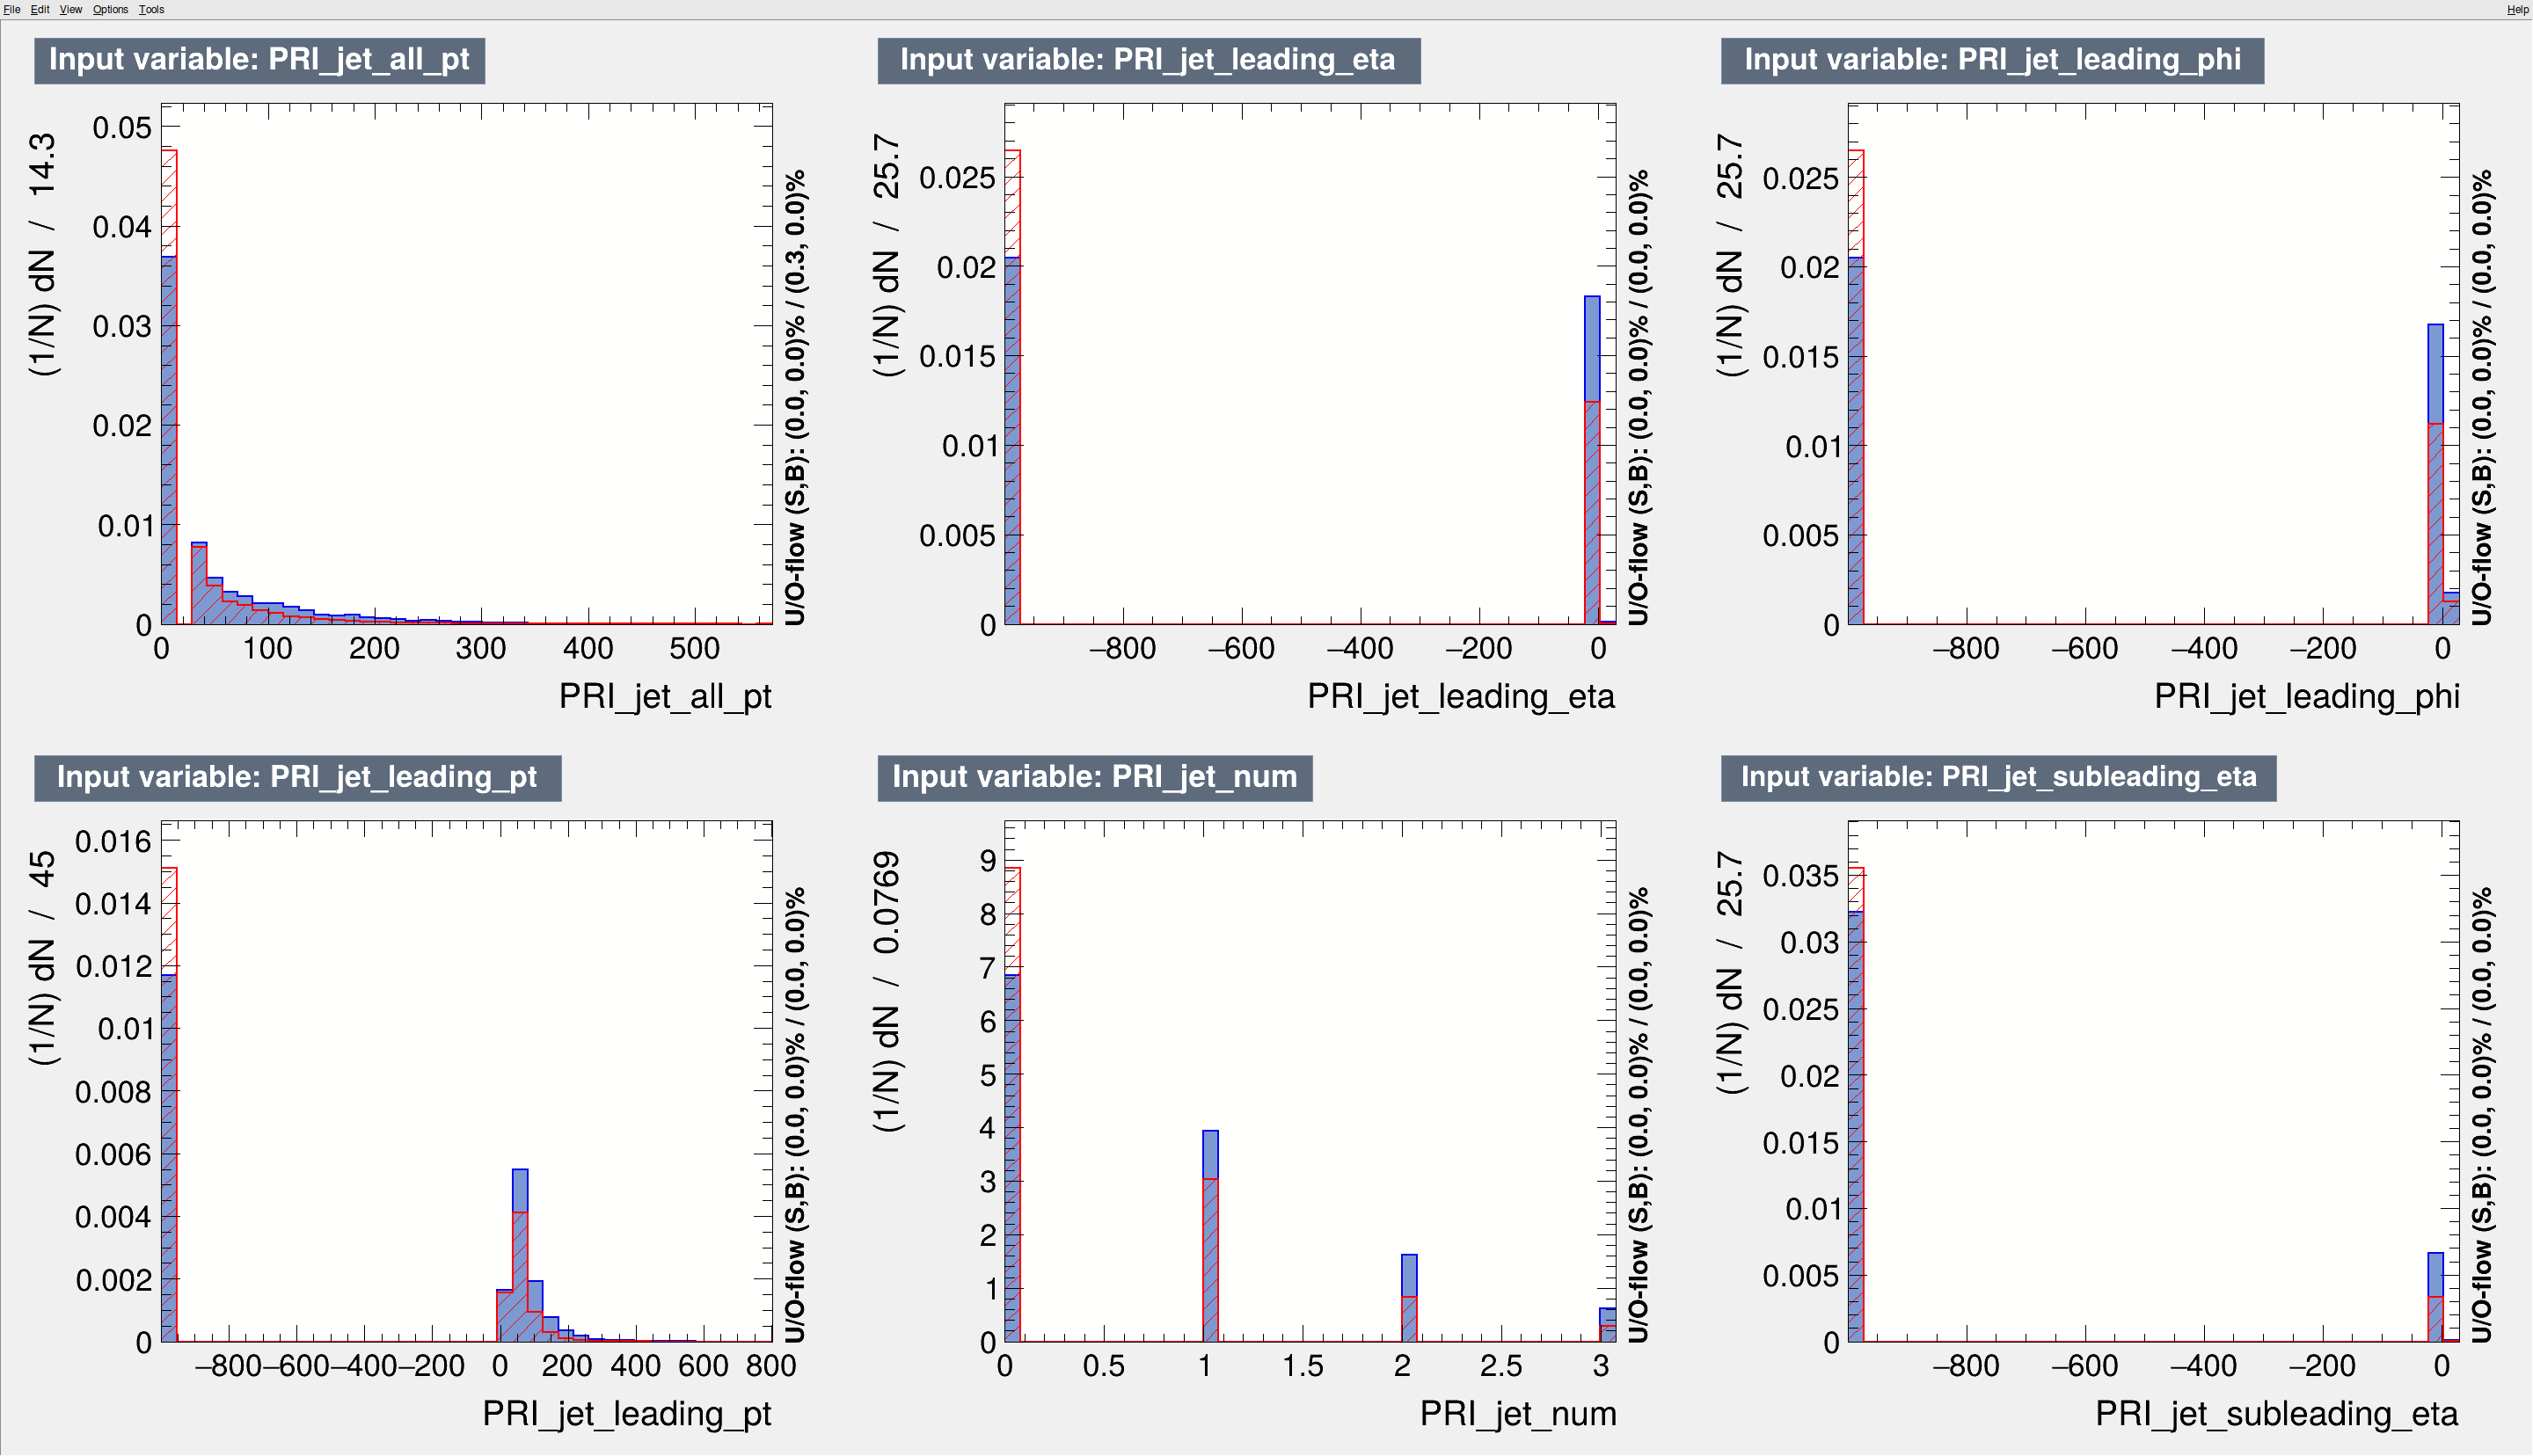 File Edit View Options Tools Help
Input variable: PRI_jet_all_pt
(1/N) dN / 14.3
0.05
0.04
0.03
0.02
0.01
0
0 100 200 300 400 500
PRI_jet_all_pt
U/O-flow (S,B): (0.0, 0.0)% / (0.3, 0.0)%
Input variable: PRI_jet_leading_eta
(1/N) dN / 25.7
0.025
0.02
0.015
0.01
0.005
0
−800 −600 −400 −200 0
PRI_jet_leading_eta
U/O-flow (S,B): (0.0, 0.0)% / (0.0, 0.0)%
Input variable: PRI_jet_leading_phi
(1/N) dN / 25.7
0.025
0.02
0.015
0.01
0.005
0
−800 −600 −400 −200 0
PRI_jet_leading_phi
U/O-flow (S,B): (0.0, 0.0)% / (0.0, 0.0)%
Input variable: PRI_jet_leading_pt
(1/N) dN / 45
0.016
0.014
0.012
0.01
0.008
0.006
0.004
0.002
0
−800 −600 −400 −200 0 200 400 600 800
PRI_jet_leading_pt
U/O-flow (S,B): (0.0, 0.0)% / (0.0, 0.0)%
Input variable: PRI_jet_num
(1/N) dN / 0.0769
9
8
7
6
5
4
3
2
1
0
0 0.5 1 1.5 2 2.5 3
PRI_jet_num
U/O-flow (S,B): (0.0, 0.0)% / (0.0, 0.0)%
Input variable: PRI_jet_subleading_eta
(1/N) dN / 25.7
0.035
0.03
0.025
0.02
0.015
0.01
0.005
0
−800 −600 −400 −200 0
PRI_jet_subleading_eta
U/O-flow (S,B): (0.0, 0.0)% / (0.0, 0.0)%